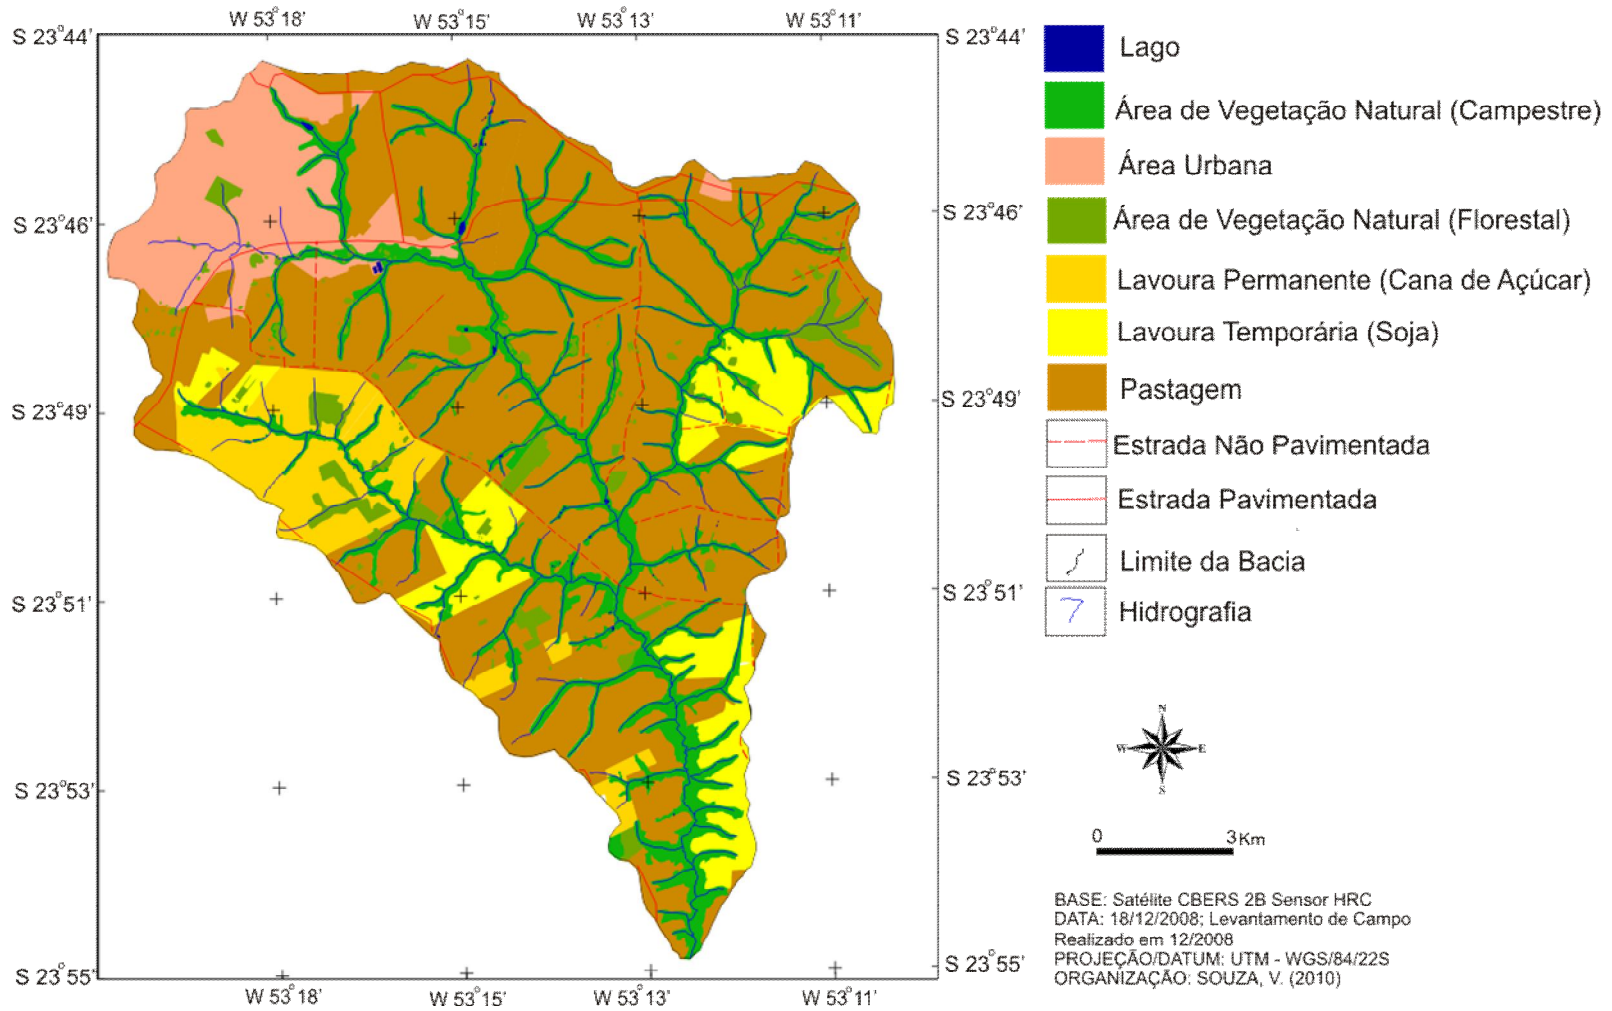 W 53°18' W 53°15' W 53°13' W 53°11'
S 23°44' S 23°44'
S 23°46' S 23°46'
S 23°49' S 23°49'
S 23°51' S 23°51'
S 23°53' S 23°53'
S 23°55' S 23°55'
W 53°18' W 53°15' W 53°13' W 53°11'
Lago
Área de Vegetação Natural (Campestre)
Área Urbana
Área de Vegetação Natural (Florestal)
Lavoura Permanente (Cana de Açúcar)
Lavoura Temporária (Soja)
Pastagem
Estrada Não Pavimentada
Estrada Pavimentada
Limite da Bacia
Hidrografia
N
W E
S
0 3 Km
BASE: Satélite CBERS 2B Sensor HRC
DATA: 18/12/2008; Levantamento de Campo
Realizado em 12/2008
PROJEÇÃO/DATUM: UTM - WGS/84/22S
ORGANIZAÇÃO: SOUZA, V. (2010)